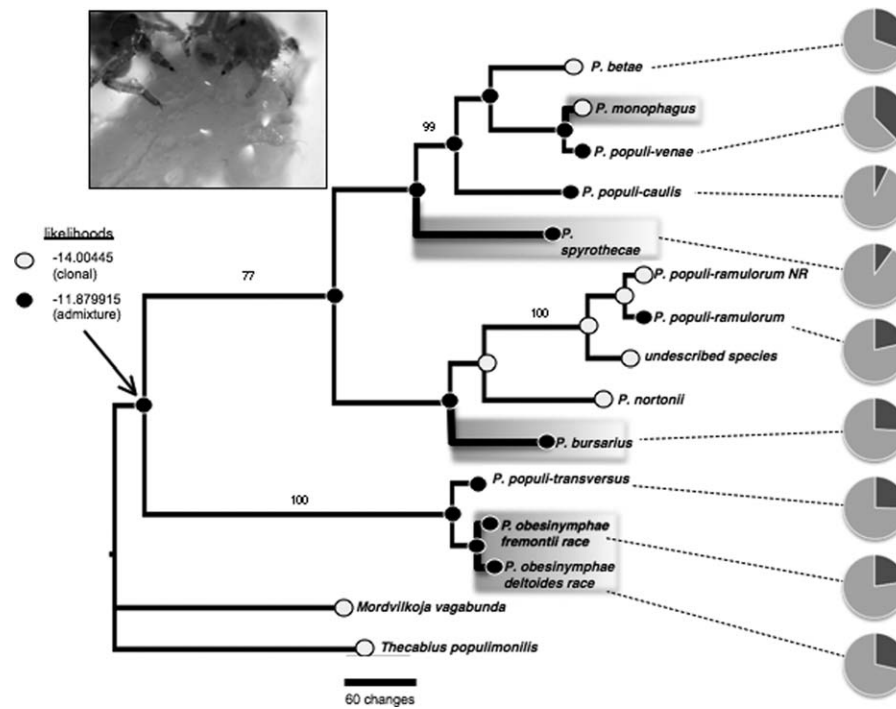 P. betae
P. monophagus
99
P. populi-venae
P. populi-caulis
likelihoods
-14.00445
(clonal)
-11.879915
(admixture)
P.
spyrothecae
77
P. populi-ramulorum NR
100
P. populi-ramulorum
undescribed species
P. nortonii
P. bursarius
P. populi-transversus
100
P. obesinymphae
fremontii race
P. obesinymphae
deltoides race
Mordvilkoja vagabunda
Thecabius populimonilis
60 changes